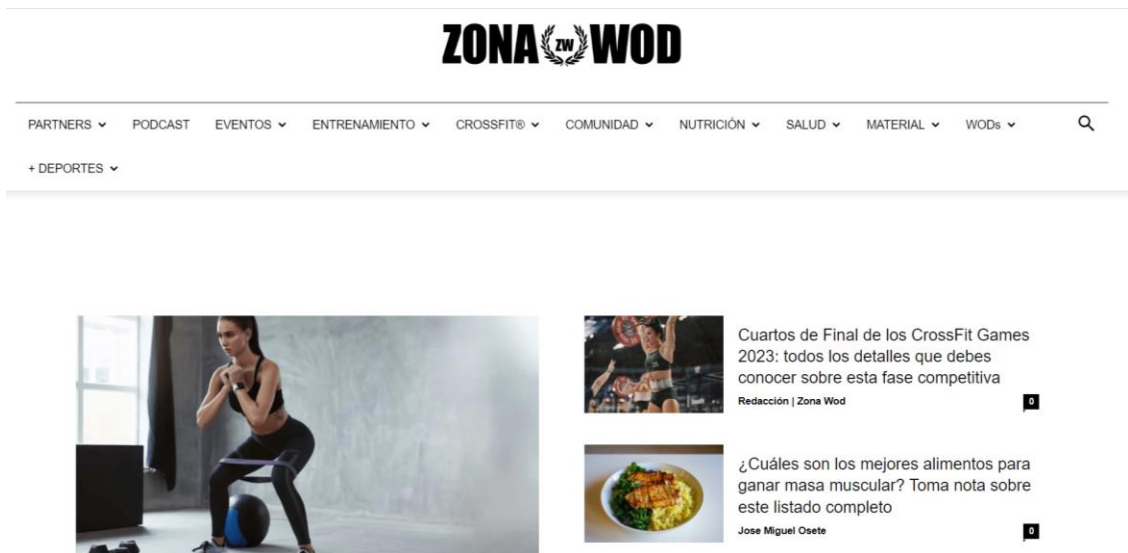 ZONA ZW WOD
PARTNERS PODCAST EVENTOS ENTRENAMIENTO CROSSFIT® COMUNIDAD NUTRICIÓN SALUD MATERIAL WODs
+ DEPORTES
Cuartos de Final de los CrossFit Games
2023: todos los detalles que debes
conocer sobre esta fase competitiva
Redacción | Zona Wod 0
¿Cuáles son los mejores alimentos para
ganar masa muscular? Toma nota sobre
este listado completo
Jose Miguel Osete 0